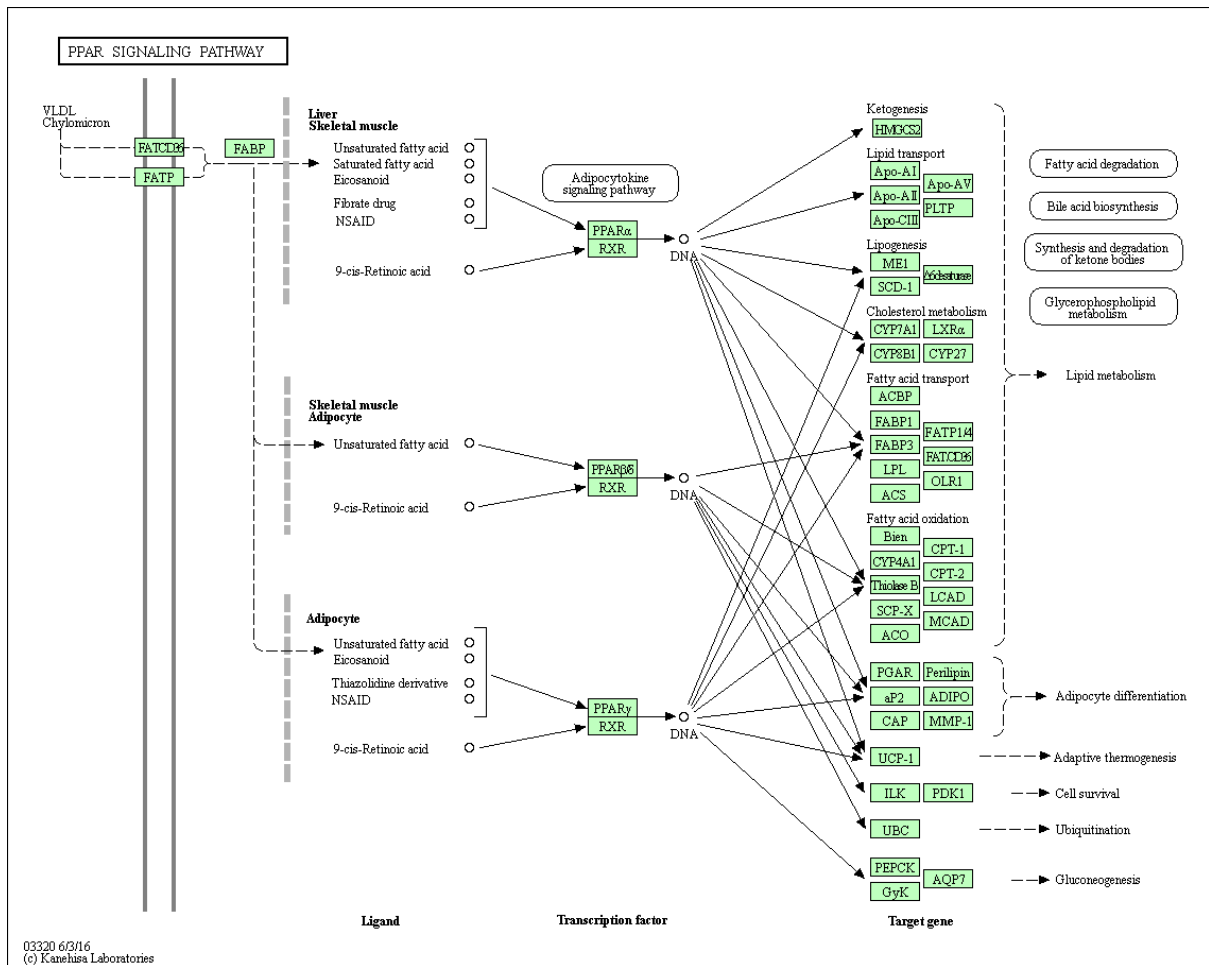 PPAR SIGNALING PATHWAY
VLDL
Chylomicron
FATCD36
FATP
FABP
Liver
Skeletal muscle
Unsaturated fatty acid
Saturated fatty acid
Eicosanoid
Fibrate drug
NSAID
9-cis-Retinoic acid
Adipocytokine
signaling pathway
PPARα
RXR
DNA
Skeletal muscle
Adipocyte
Unsaturated fatty acid
9-cis-Retinoic acid
PPARβ/δ
RXR
DNA
Adipocyte
Unsaturated fatty acid
Eicosanoid
Thiazolidine derivative
NSAID
9-cis-Retinoic acid
PPARγ
RXR
DNA
Ketogenesis
HMGCS2
Lipid transport
Apo-AI
Apo-AII
Apo-CIII
Apo-AV
PLTP
Lipogenesis
ME1
SCD-1
Δ6desaturase
Cholesterol metabolism
CYP7A1
LXRα
CYP8B1
CYP27
Fatty acid transport
ACBP
FABP1
FABP3
LPL
ACS
FATP1/4
FATCD36
OLR1
Fatty acid oxidation
Bien
CYP4A1
Thiolase B
SCP-X
ACO
CPT-1
CPT-2
LCAD
MCAD
PGAR
Perilipin
aP2
ADIPO
CAP
MMP-1
UCP-1
ILK
PDK1
UBC
PEPCK
GyK
AQP7
Fatty acid degradation
Bile acid biosynthesis
Synthesis and degradation
of ketone bodies
Glycerophospholipid
metabolism
Lipid metabolism
Adipocyte differentiation
Adaptive thermogenesis
Cell survival
Ubiquitination
Gluconeogenesis
Ligand
Transcription factor
Target gene
03320 6/3/16
(c) Kanehisa Laboratories